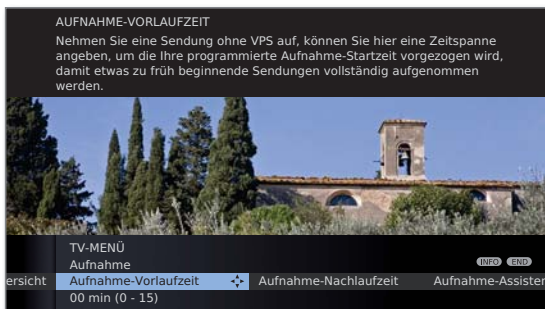 AUFNAHME-VORLAUFZEIT
Nehmen Sie eine Sendung ohne VPS auf, können Sie hier eine Zeitspanne
angeben, um die Ihre programmierte Aufnahme-Startzeit vorgezogen wird,
damit etwas zu früh beginnende Sendungen vollständig aufgenommen
werden.
TV-MENÜ
Aufnahme
INFO END
ersicht Aufnahme-Vorlaufzeit Aufnahme-Nachlaufzeit Aufnahme-Assisten
00 min (0 - 15)